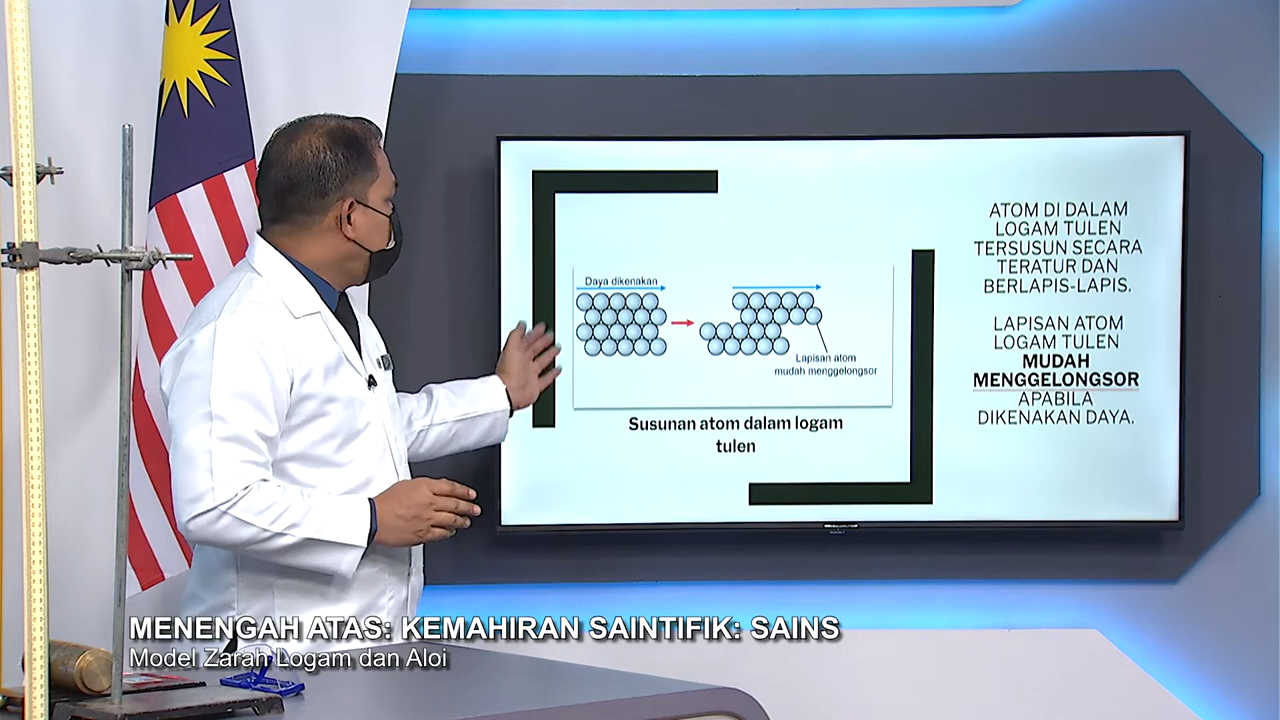 Daya dikenakan
Lapisan atom
mudah menggelongsor
Susunan atom dalam logam
tulen
ATOM DI DALAM
LOGAM TULEN
TERSUSUN SECARA
TERATUR DAN
BERLAPIS-LAPIS.
LAPISAN ATOM
LOGAM TULEN
MUDAH
MENGGELONGSOR
APABILA
DIKENAKAN DAYA.
MENENGAH ATAS: KEMAHIRAN SAINTIFIK: SAINS
Model Zarah Logam dan Aloi